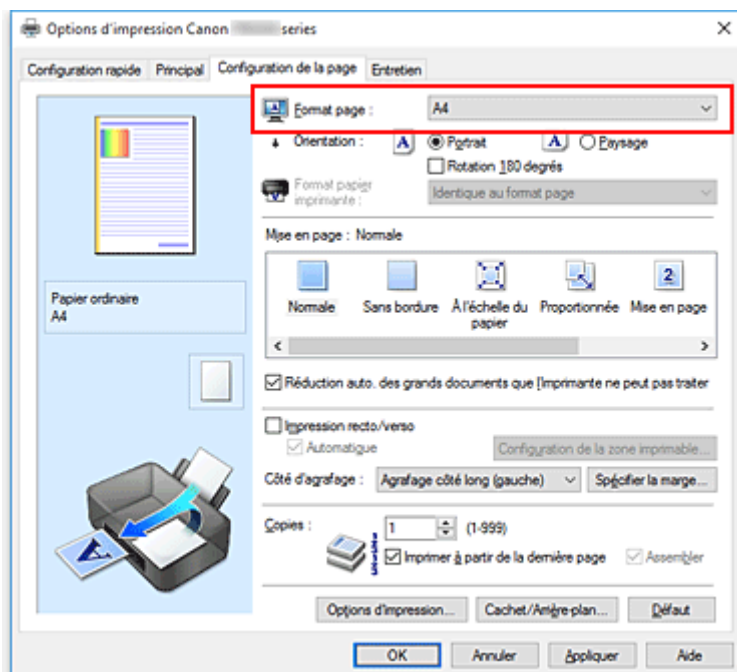 Options d'impression Canon series
Configuration rapide Principal Configuration de la page Entretien
Format page : A4
Orientation : A Portrait A Paysage
Rotation 180 degrés
Format papier
imprimante :
Identique au format page
Mise en page : Normale
Normale Sans bordure À l'échelle du papier Proportionnée Mise en page
2
Papier ordinaire
A4
Réduction auto. des grands documents que l'imprimante ne peut pas traiter
Impression recto/verso
Automatique Configuration de la zone imprimable...
Côté d'agrafage : Agrafage côté long (gauche) Spécifier la marge...
Copies : 1 (1-999)
Imprimer à partir de la dernière page Assembler
Options d'impression... Cachet/Arrière-plan... Défaut
OK Annuler Appliquer Aide